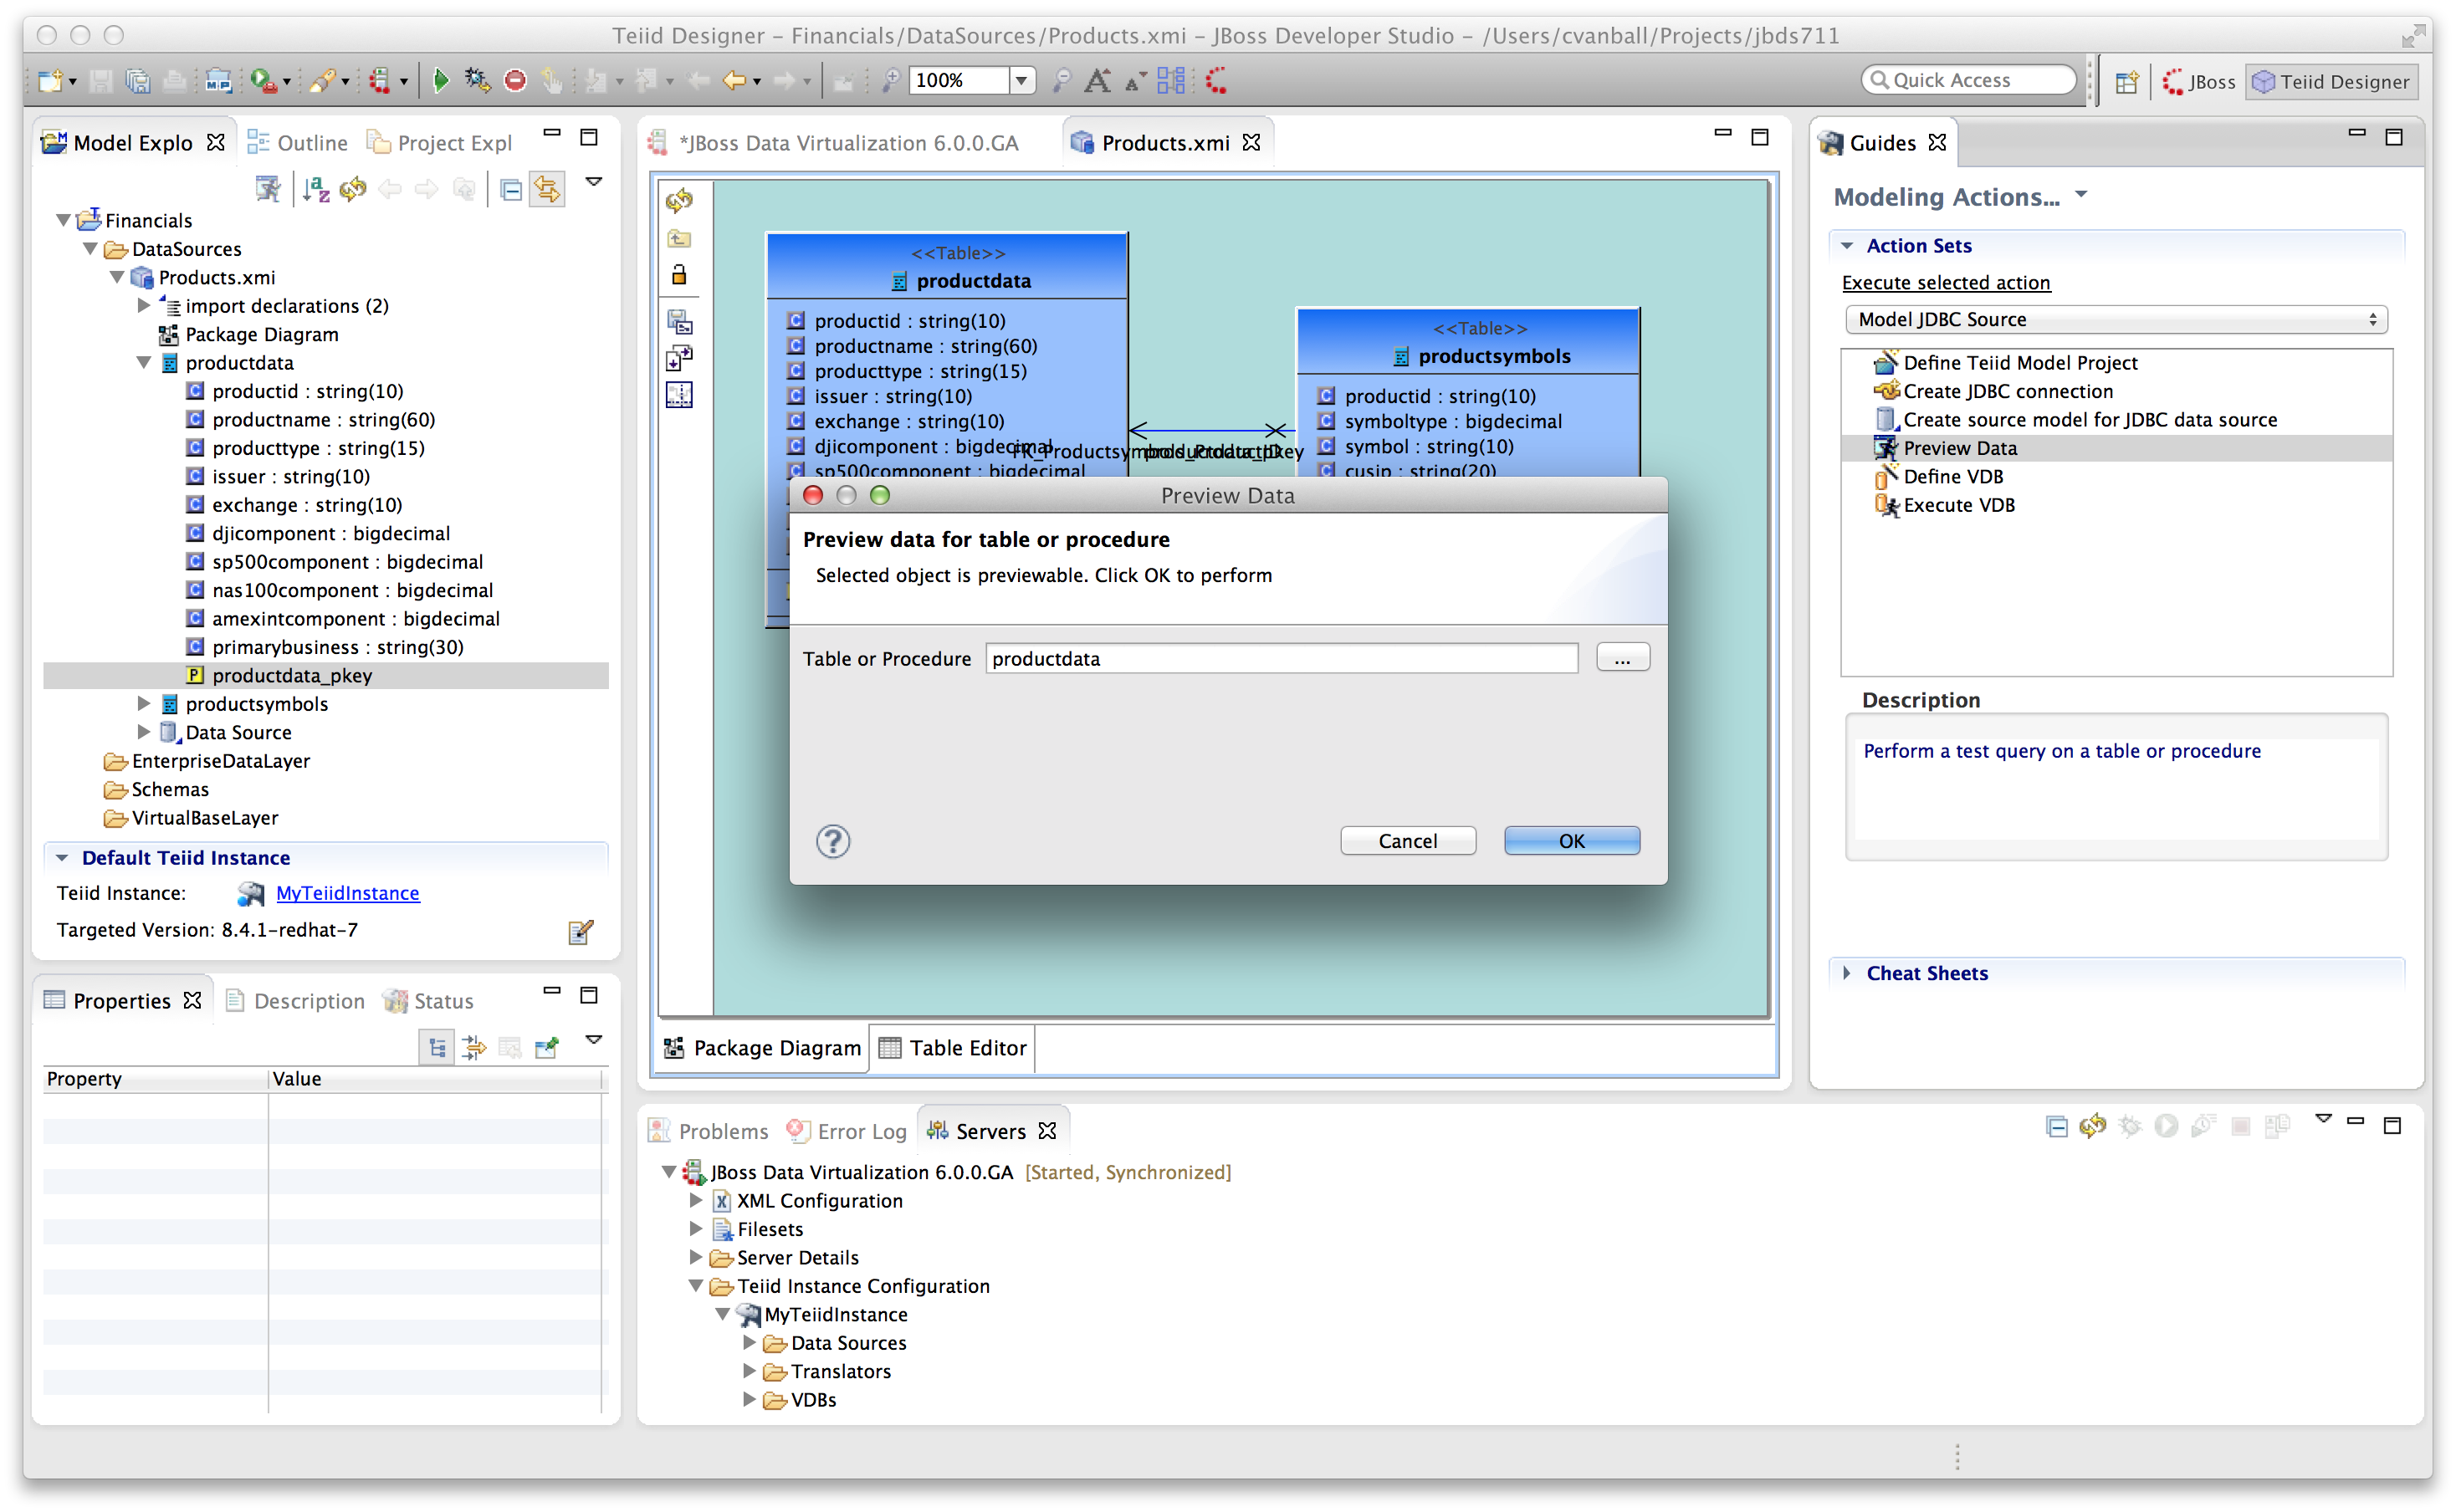 Teiid Designer – Financials/DataSources/Products.xmi – JBoss Developer Studio – /Users/cvanball/Projects/jbds711
100%
Quick Access
JBoss
Teiid Designer
Model Explo
Outline
Project Expl
Financials
DataSources
Products.xmi
import declarations (2)
Package Diagram
productdata
productid : string(10)
productname : string(60)
producttype : string(15)
issuer : string(10)
exchange : string(10)
djicomponent : bigdecimal
sp500component : bigdecimal
nas100component : bigdecimal
amexintcomponent : bigdecimal
primarybusiness : string(30)
productdata_pkey
productsymbols
Data Source
EnterpriseDataLayer
Schemas
VirtualBaseLayer
Default Teiid Instance
Teiid Instance: MyTeiidInstance
Targeted Version: 8.4.1-redhat-7
Properties
Description
Status
Property
Value
*JBoss Data Virtualization 6.0.0.GA
Products.xmi
<<Table>>
productdata
productid : string(10)
productname : string(60)
producttype : string(15)
issuer : string(10)
exchange : string(10)
djicomponent : bigdecimal
sp500component : bigdecimal
<<Table>>
productsymbols
productid : string(10)
symboltype : bigdecimal
symbol : string(10)
cusip : string(20)
Preview Data
Preview data for table or procedure
Selected object is previewable. Click OK to perform
Table or Procedure
productdata
...
?
Cancel
OK
Package Diagram
Table Editor
Guides
Modeling Actions...
Action Sets
Execute selected action
Model JDBC Source
Define Teiid Model Project
Create JDBC connection
Create source model for JDBC data source
Preview Data
Define VDB
Execute VDB
Description
Perform a test query on a table or procedure
Cheat Sheets
Problems
Error Log
Servers
JBoss Data Virtualization 6.0.0.GA [Started, Synchronized]
XML Configuration
Filesets
Server Details
Teiid Instance Configuration
MyTeiidInstance
Data Sources
Translators
VDBs